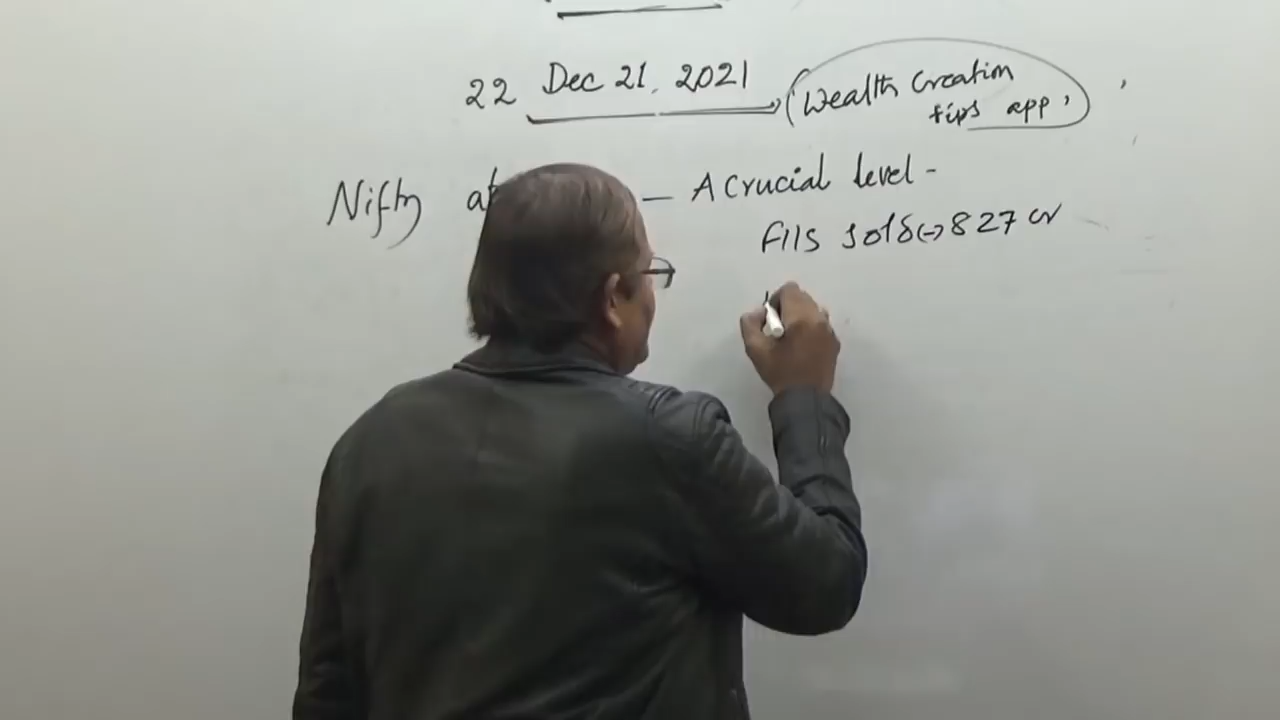 22 Dec 21, 2021 (Wealth Creation
tips app,
Nifty at — A crucial level -
FIIS sold (-) 827 cr